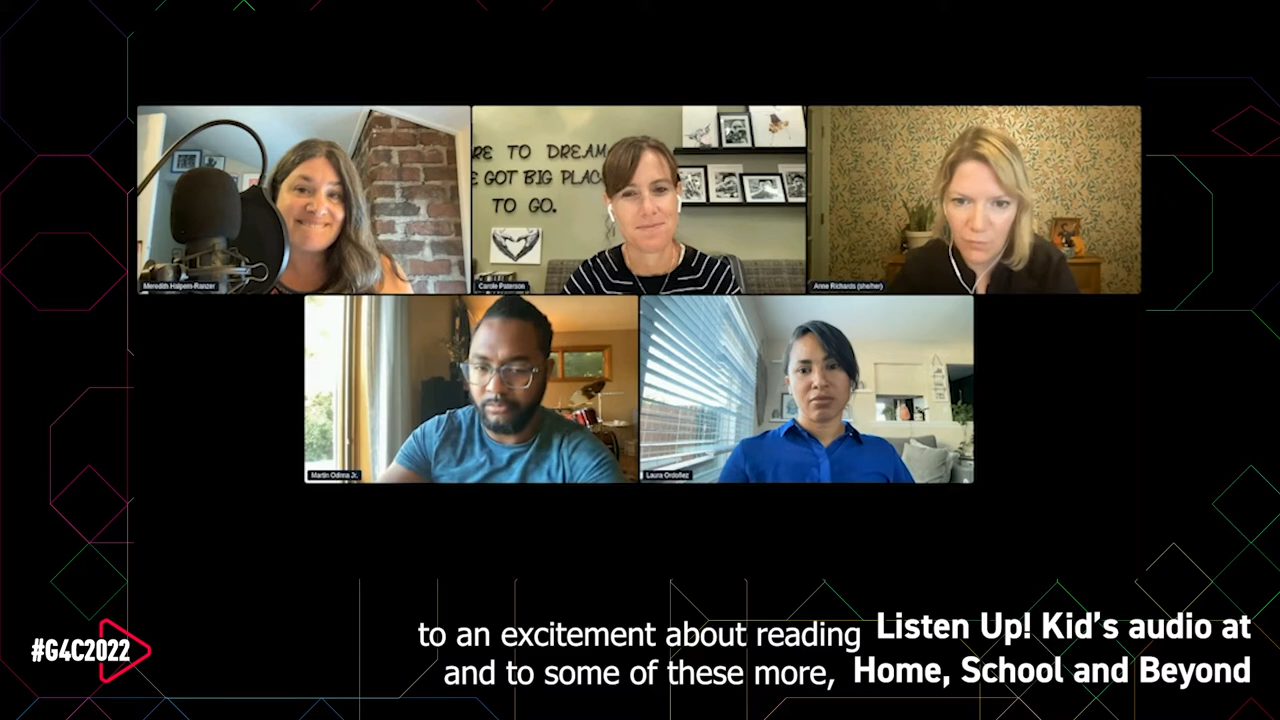 RE TO DREAM
E GOT BIG PLAC
TO GO.
Meredith Halpern-Ranzer
Carole Paterson
Anne Richards (she/her)
Martin Odima Jr.
Laura Ordoñez
#G4C2022
to an excitement about reading
and to some of these more,
Listen Up! Kid's audio at
Home, School and Beyond